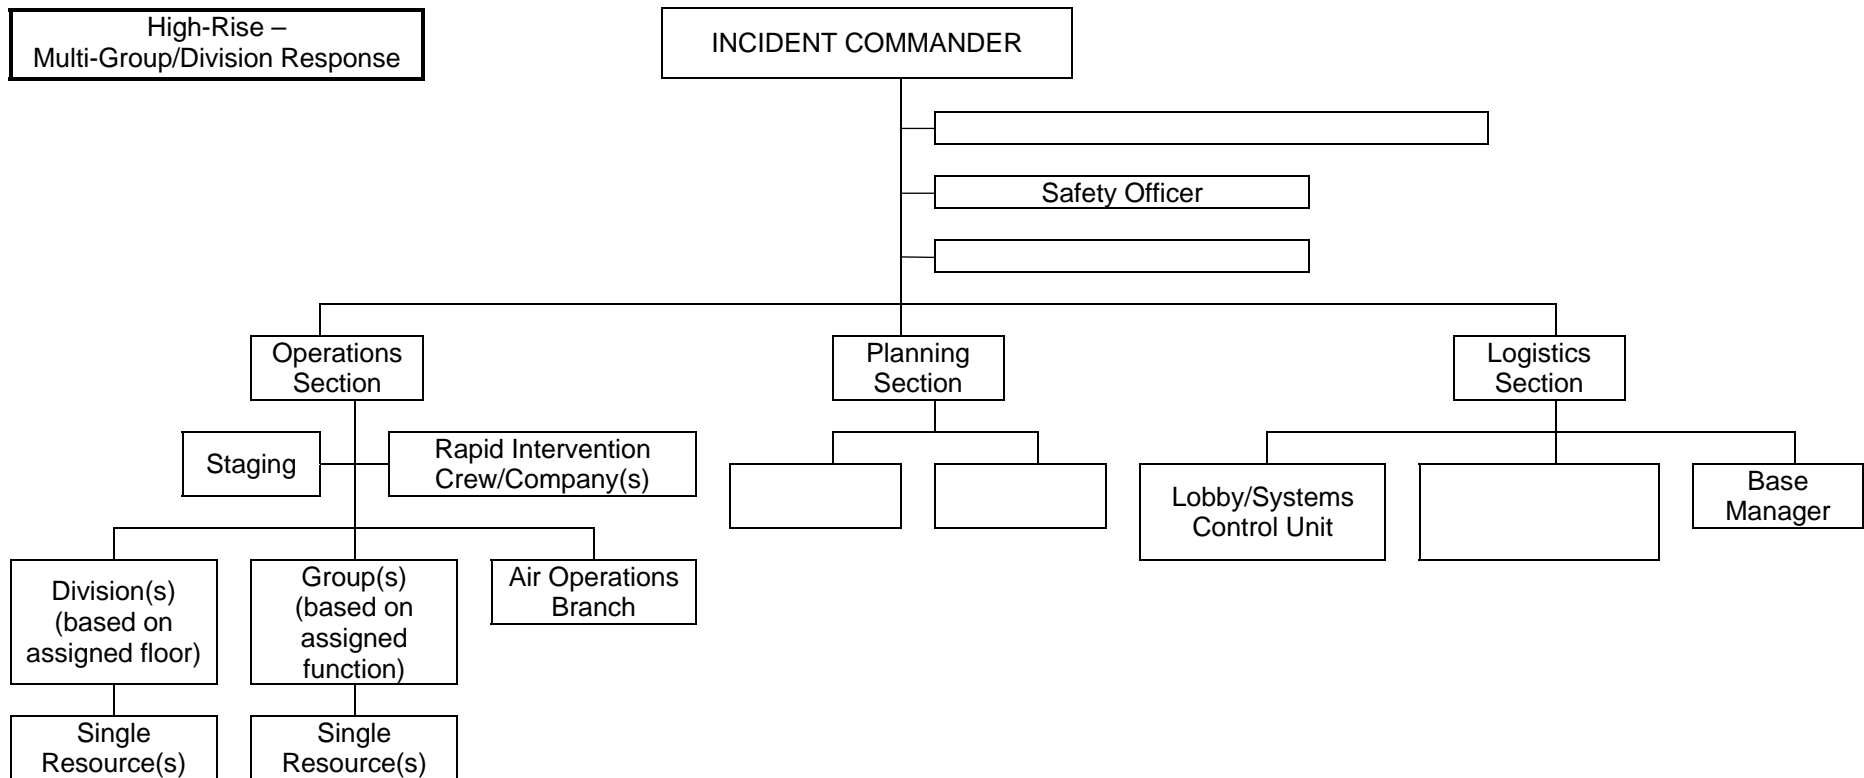 High-Rise –
Multi-Group/Division Response
INCIDENT COMMANDER
Safety Officer
Operations
Section
Planning
Section
Logistics
Section
Staging
Rapid Intervention
Crew/Company(s)
Lobby/Systems
Control Unit
Base
Manager
Division(s)
(based on
assigned floor)
Group(s)
(based on
assigned
function)
Air Operations
Branch
Single
Resource(s)
Single
Resource(s)